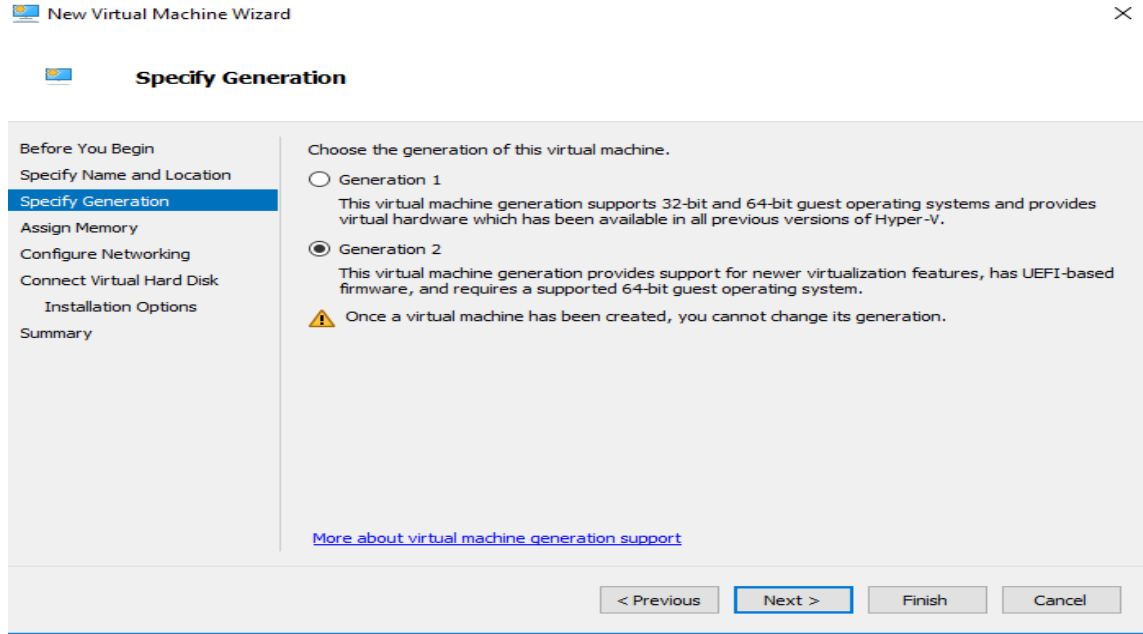 New Virtual Machine Wizard
Specify Generation
Before You Begin
Specify Name and Location
Specify Generation
Assign Memory
Configure Networking
Connect Virtual Hard Disk
Installation Options
Summary
Choose the generation of this virtual machine.
Generation 1
This virtual machine generation supports 32-bit and 64-bit guest operating systems and provides
virtual hardware which has been available in all previous versions of Hyper-V.
Generation 2
This virtual machine generation provides support for newer virtualization features, has UEFI-based
firmware, and requires a supported 64-bit guest operating system.
Once a virtual machine has been created, you cannot change its generation.
More about virtual machine generation support
< Previous
Next >
Finish
Cancel